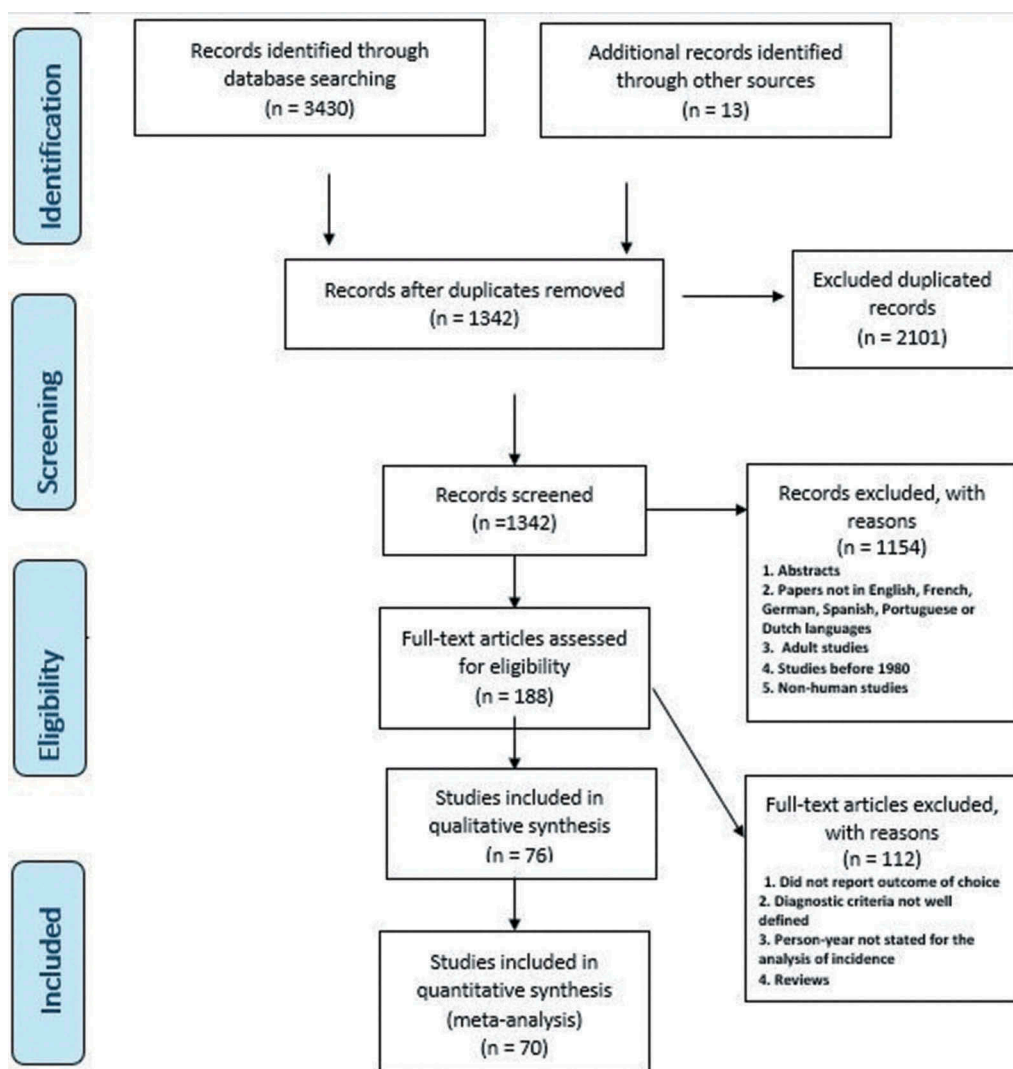 Identification
Records identified through
database searching
(n = 3430)
Additional records identified
through other sources
(n = 13)
Records after duplicates removed
(n = 1342)
Excluded duplicated
records
(n = 2101)
Screening
Records screened
(n =1342)
Records excluded, with
reasons
(n = 1154)
1. Abstracts
2. Papers not in English, French,
German, Spanish, Portuguese or
Dutch languages
3. Adult studies
4. Studies before 1980
5. Non-human studies
Eligibility
Full-text articles assessed
for eligibility
(n = 188)
Studies included in
qualitative synthesis
(n = 76)
Full-text articles excluded,
with reasons
(n = 112)
1. Did not report outcome of choice
2. Diagnostic criteria not well
defined
3. Person-year not stated for the
analysis of incidence
4. Reviews
Included
Studies included in
quantitative synthesis
(meta-analysis)
(n = 70)